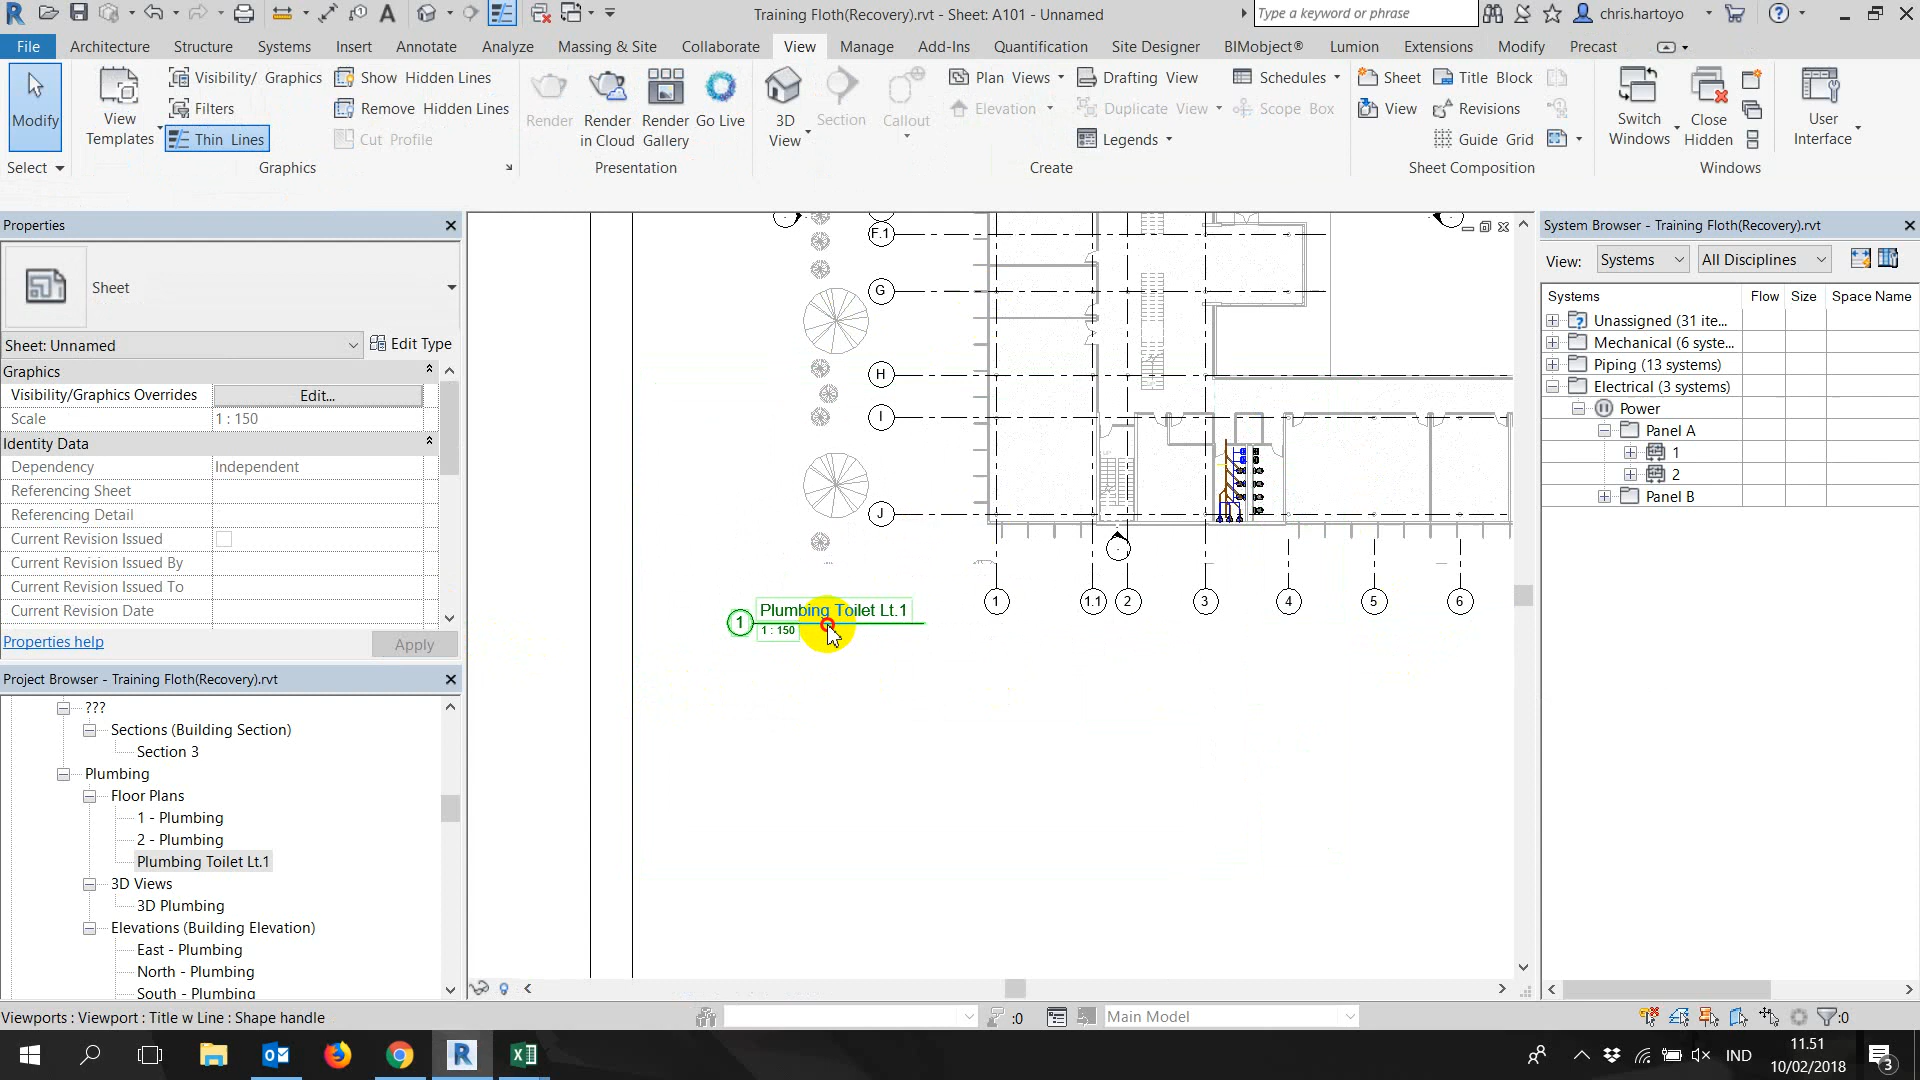 Training Floth(Recovery).rvt - Sheet: A101 - Unnamed
Type a keyword or phrase
chris.hartoyo
File Architecture Structure Systems Insert Annotate Analyze Massing & Site Collaborate View Manage Add-Ins Quantification Site Designer BIMobject® Lumion Extensions Modify Precast
Modify
View Templates
Visibility/ Graphics
Filters
Thin Lines
Show Hidden Lines
Remove Hidden Lines
Cut Profile
Render
Render in Cloud
Render Gallery
Go Live
3D View
Section
Callout
Plan Views
Elevation
Drafting View
Duplicate View
Legends
Schedules
Scope Box
Sheet
View
Title Block
Revisions
Guide Grid
Switch Windows
Close Hidden
User Interface
Select Graphics Presentation Create Sheet Composition Windows
Properties
Sheet
Sheet: Unnamed
Edit Type
Graphics
Visibility/Graphics Overrides Edit...
Scale 1 : 150
Identity Data
Dependency Independent
Referencing Sheet
Referencing Detail
Current Revision Issued
Current Revision Issued By
Current Revision Issued To
Current Revision Date
Properties help
Apply
Project Browser - Training Floth(Recovery).rvt
???
Sections (Building Section)
Section 3
Plumbing
Floor Plans
1 - Plumbing
2 - Plumbing
Plumbing Toilet Lt.1
3D Views
3D Plumbing
Elevations (Building Elevation)
East - Plumbing
North - Plumbing
South - Plumbing
F.1
G
H
I
J
1 1.1 2 3 4 5 6
1
Plumbing Toilet Lt.1
1 : 150
System Browser - Training Floth(Recovery).rvt
View: Systems All Disciplines
Systems Flow Size Space Name
Unassigned (31 ite...
Mechanical (6 syste...
Piping (13 systems)
Electrical (3 systems)
Power
Panel A
1
2
Panel B
Viewports : Viewport : Title w Line : Shape handle
:0
Main Model
:0
IND
11.51
10/02/2018
3